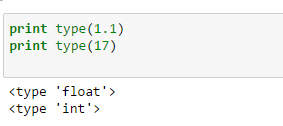 print type(1.1)
print type(17)
<type 'float'>
<type 'int'>